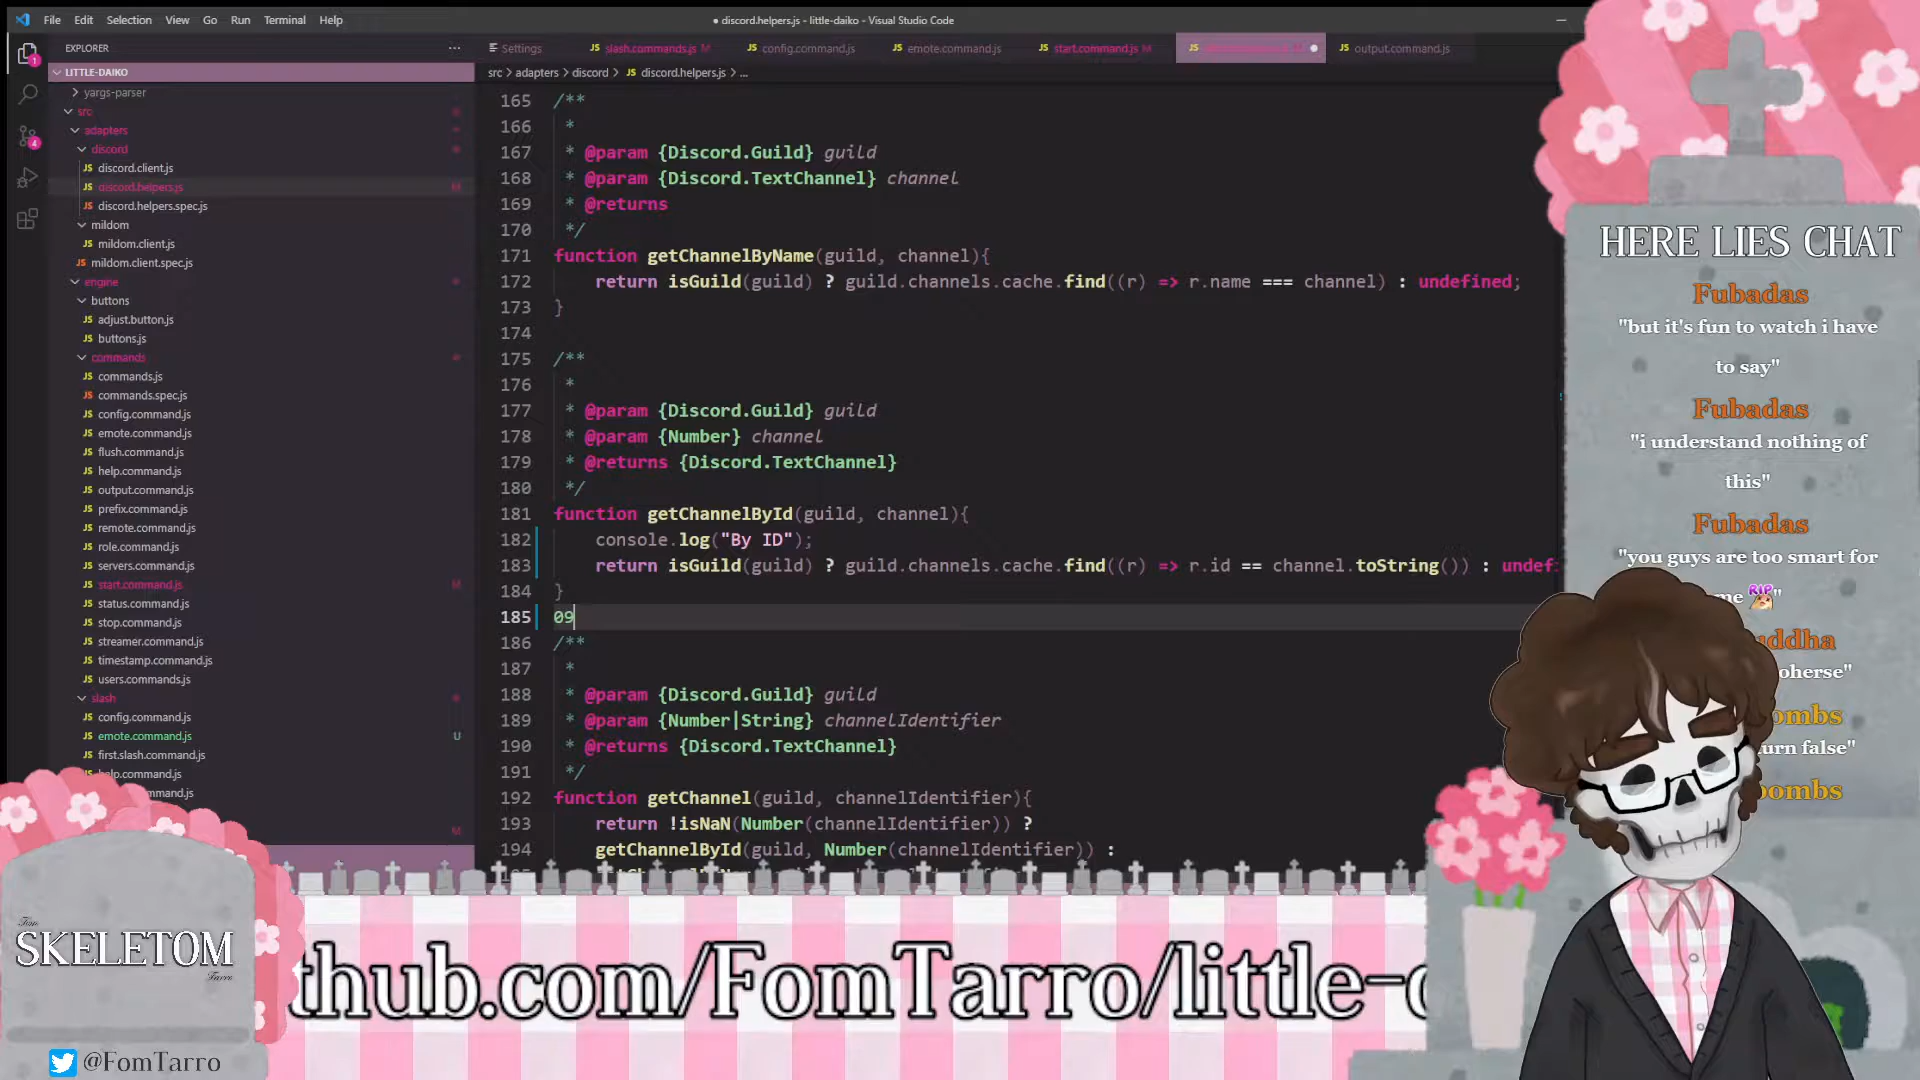 File Edit Selection View Go Run Terminal Help
● discord.helpers.js - little-daiko - Visual Studio Code
EXPLORER
LITTLE-DAIKO
yargs-parser
src
adapters
discord
discord.client.js
discord.helpers.js M
discord.helpers.spec.js
mildom
mildom.client.js
mildom.client.spec.js
engine
buttons
adjust.button.js
buttons.js
commands
commands.js
commands.spec.js
config.command.js
emote.command.js
flush.command.js
help.command.js
output.command.js
prefix.command.js
remote.command.js
role.command.js
servers.command.js
start.command.js M
status.command.js
stop.command.js
streamer.command.js
timestamp.command.js
users.commands.js
slash
config.command.js
emote.command.js U
first.slash.command.js
help.command.js
Settings slash.commands.js M config.command.js emote.command.js start.command.js M output.command.js
src > adapters > discord > JS discord.helpers.js > ...
165 /**
166 *
167 * @param {Discord.Guild} guild
168 * @param {Discord.TextChannel} channel
169 * @returns
170 */
171 function getChannelByName(guild, channel){
172 return isGuild(guild) ? guild.channels.cache.find((r) => r.name === channel) : undefined;
173 }
174
175 /**
176 *
177 * @param {Discord.Guild} guild
178 * @param {Number} channel
179 * @returns {Discord.TextChannel}
180 */
181 function getChannelById(guild, channel){
182 console.log("By ID");
183 return isGuild(guild) ? guild.channels.cache.find((r) => r.id == channel.toString()) : undef
184 }
185 09
186 /**
187 *
188 * @param {Discord.Guild} guild
189 * @param {Number|String} channelIdentifier
190 * @returns {Discord.TextChannel}
191 */
192 function getChannel(guild, channelIdentifier){
193 return !isNaN(Number(channelIdentifier)) ?
194 getChannelById(guild, Number(channelIdentifier)) :
HERE LIES CHAT
Fubadas
"but it's fun to watch i have
to say"
Fubadas
"i understand nothing of
this"
Fubadas
"you guys are too smart for
me RIP"
uddha
oherse"
ombs
urn false"
ombs
thub.com/FomTarro/little-d
Fom
SKELETOM
Tarro
@FomTarro